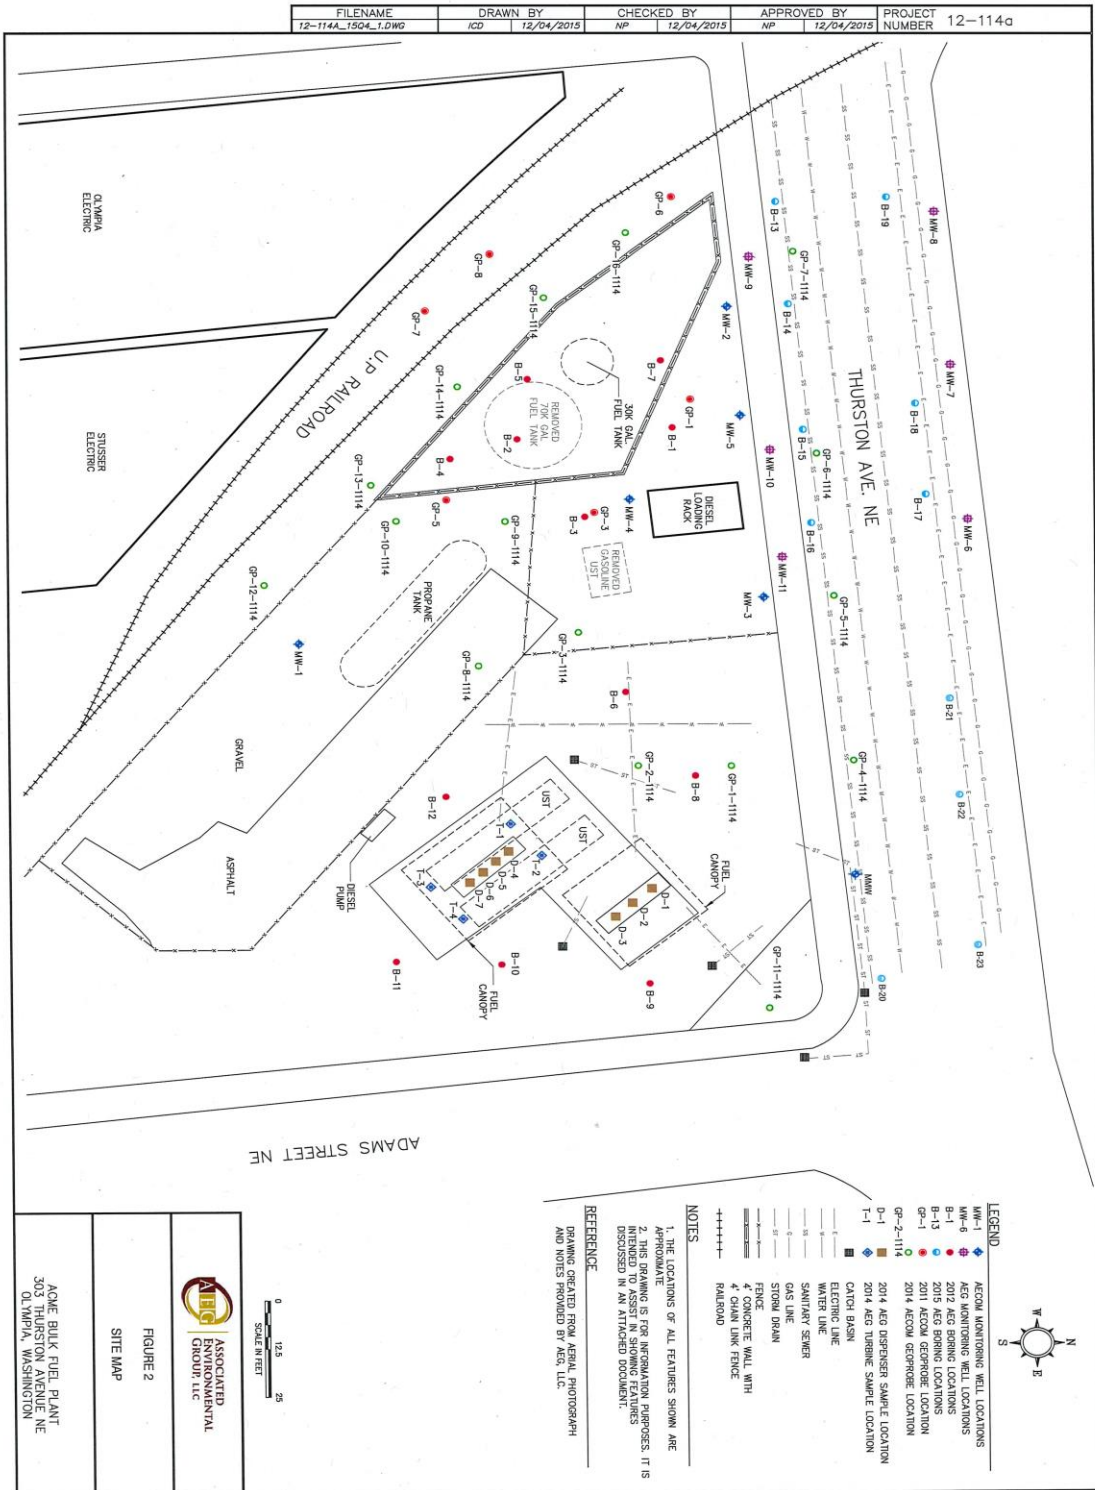 FILENAME
12-114A_15Q4_1.DWG
DRAWN BY
ICD
12/04/2015
CHECKED BY
NP
12/04/2015
APPROVED BY
NP
12/04/2015
PROJECT
NUMBER
12-114a
OLYMPIA
ELECTRIC
STUSSER
ELECTRIC
U.P RAILROAD
THURSTON AVE. NE
ADAMS STREET NE
MW-8
MW-7
MW-6
B-19
B-18
B-17
B-21
B-22
B-23
B-20
B-13
GP-7-1114
B-14
B-15
GP-6-1114
B-16
GP-5-1114
GP-4-1114
MMW
MW-9
MW-2
MW-5
MW-10
MW-11
MW-3
GP-6
GP-16-1114
GP-8
GP-15-1114
GP-7
GP-14-1114
GP-13-1114
B-7
GP-1
B-1
30K GAL.
FUEL TANK
REMOVED
70K GAL
FUEL TANK
B-5
B-2
B-4
GP-5
GP-10-1114
GP-9-1114
GP-3
B-3
MW-4
DIESEL
LOADING
RACK
REMOVED
GASOLINE
UST
GP-12-1114
MW-1
PROPANE
TANK
GP-3-1114
GP-8-1114
B-6
GP-2-1114
B-8
GP-1-1114
B-12
GRAVEL
ASPHALT
DIESEL
PUMP
UST
UST
T-1
T-2
T-3
T-4
D-4
D-5
D-6
D-7
FUEL
CANOPY
D-1
D-2
D-3
FUEL
CANOPY
B-10
B-11
B-9
GP-11-1114
N
W
E
S
LEGEND
MW-1 AECOM MONITORING WELL LOCATIONS
MW-6 AEG MONITORING WELL LOCATIONS
B-1 2012 AEG BORING LOCATIONS
B-13 2015 AEG BORING LOCATIONS
GP-1 2011 AECOM GEOPROBE LOCATION
GP-2-1114 2014 AECOM GEOPROBE LOCATION
D-1 2014 AEG DISPENSER SAMPLE LOCATION
T-1 2014 AEG TURBINE SAMPLE LOCATION
CATCH BASIN
E ELECTRIC LINE
W WATER LINE
SS SANITARY SEWER
G GAS LINE
ST STORM DRAIN
FENCE
4' CONCRETE WALL WITH
4' CHAIN LINK FENCE
RAILROAD
NOTES
1. THE LOCATIONS OF ALL FEATURES SHOWN ARE
APPROXIMATE
2. THIS DRAWING IS FOR INFORMATION PURPOSES. IT IS
INTENDED TO ASSIST IN SHOWING FEATURES
DISCUSSED IN AN ATTACHED DOCUMENT.
REFERENCE
DRAWING CREATED FROM AERIAL PHOTOGRAPH
AND NOTES PROVIDED BY AEG, LLC.
0 12.5 25
SCALE IN FEET
AEG
ASSOCIATED
ENVIRONMENTAL
GROUP, LLC
FIGURE 2
SITE MAP
ACME BULK FUEL PLANT
303 THURSTON AVENUE NE
OLYMPIA, WASHINGTON